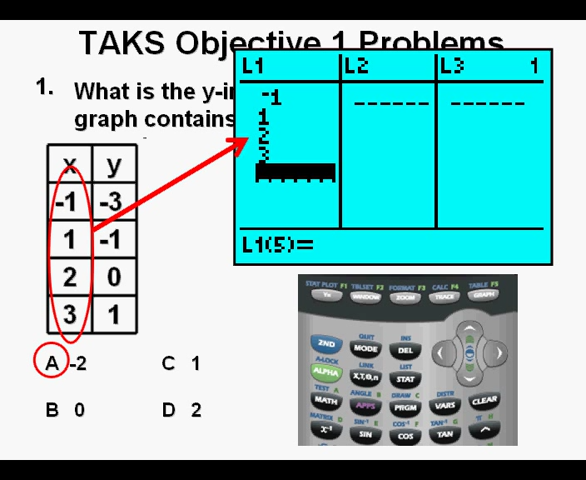 TAKS Objective 1 Problems
1. What is the y-i
graph contains
x y
-1 -3
1 -1
2 0
3 1
A -2 C 1
B 0 D 2
L1 L2 L3 1
-1 ------ ------
1
2
3
L1(5)=
STAT PLOT F1 TBLSET F2 FORMAT F3 CALC F4 TABLE F5
Y= WINDOW ZOOM TRACE GRAPH
QUIT INS
2ND MODE DEL
A-LOCK LINK LIST
ALPHA X,T,θ,n STAT
TEST A ANGLE B DRAW C DISTR
MATH APPS PRGM VARS CLEAR
MATRIX D SIN⁻¹ E COS⁻¹ F TAN⁻¹ G π H
x⁻¹ SIN COS TAN ^